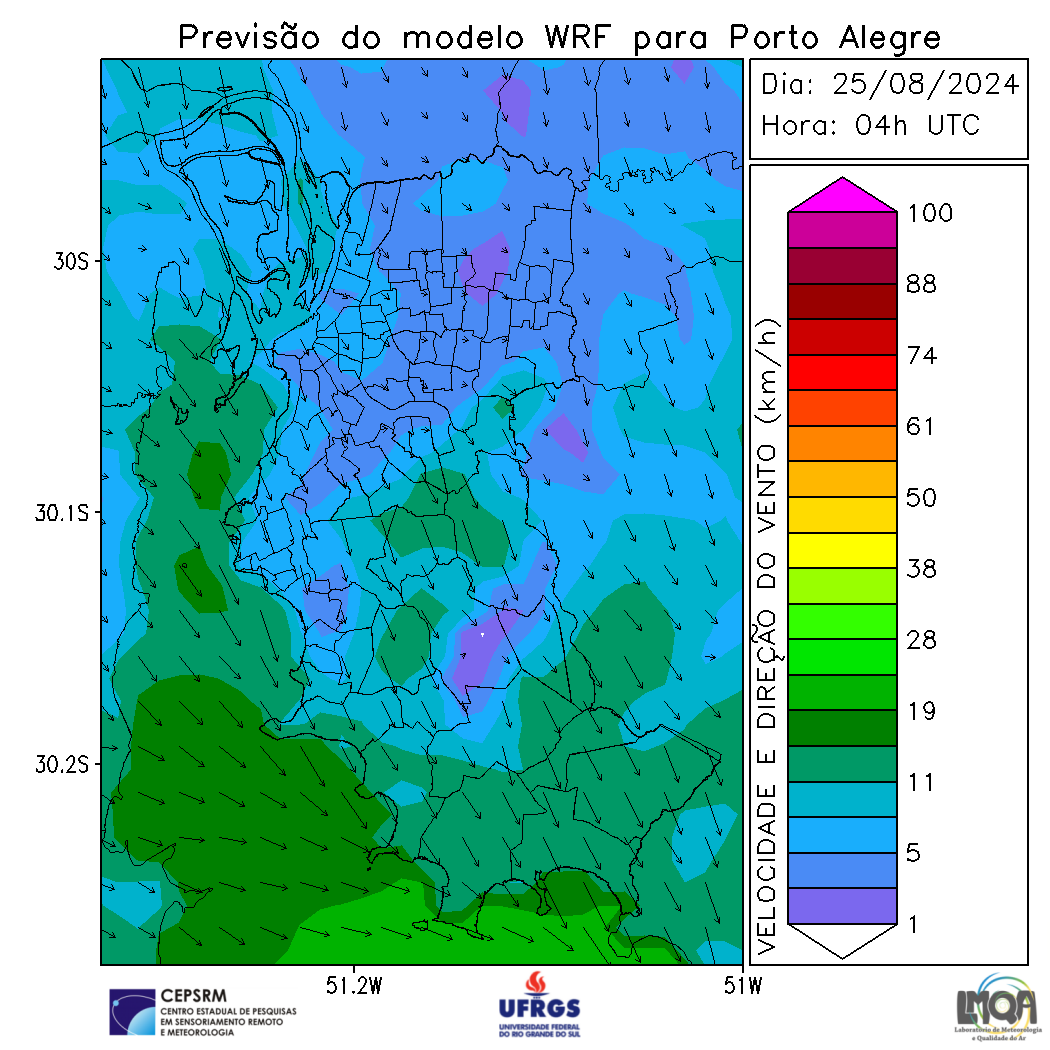 Previsão do modelo WRF para Porto Alegre
Dia: 25/08/2024
Hora: 04h UTC
30S
30.1S
30.2S
51.2W
51W
VELOCIDADE E DIREÇÃO DO VENTO (km/h)
100
88
74
61
50
38
28
19
11
5
1
CEPSRM
CENTRO ESTADUAL DE PESQUISAS
EM SENSORIAMENTO REMOTO
E METEOROLOGIA
UFRGS
UNIVERSIDADE FEDERAL
DO RIO GRANDE DO SUL
LMQA
Laboratório de Meteorologia
e Qualidade do Ar